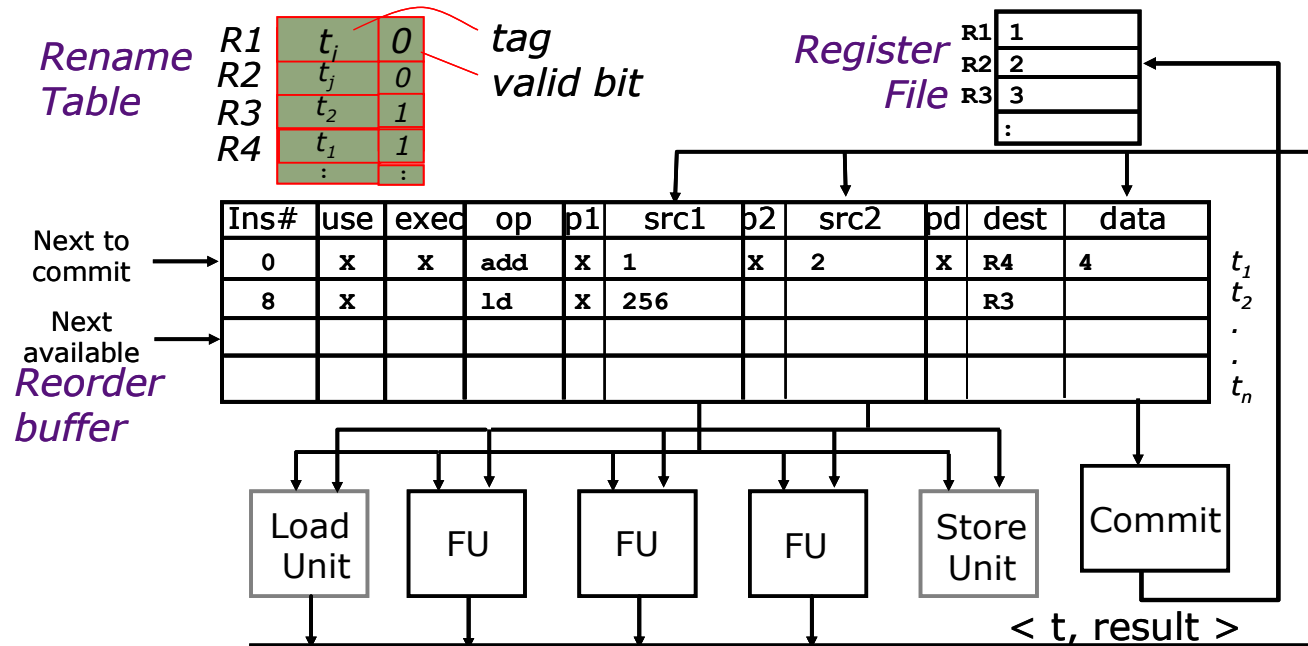 Rename
Table
R1 tᵢ 0
R2 tⱼ 0
R3 t₂ 1
R4 t₁ 1
: :
tag
valid bit
Register
File
R1 1
R2 2
R3 3
:
Ins# use exec op p1 src1 p2 src2 pd dest data
Next to
commit
0 x x add x 1 x 2 x R4 4 t₁
8 x ld x 256 R3 t₂
Next
available
.
.
tₙ
Reorder
buffer
Load
Unit
FU
FU
FU
Store
Unit
Commit
< t, result >